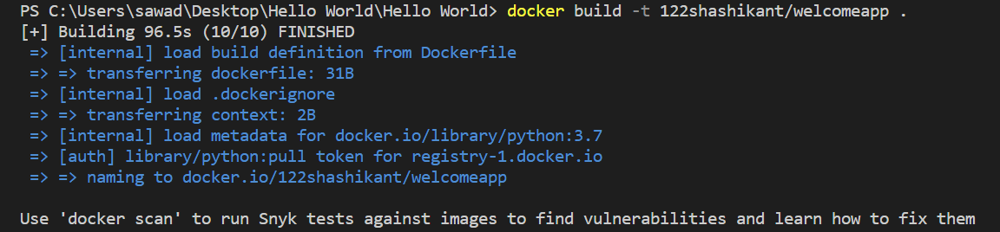 PS C:\Users\sawad\Desktop\Hello World\Hello World> docker build -t 122shashikant/welcomeapp .
[+] Building 96.5s (10/10) FINISHED
=> [internal] load build definition from Dockerfile
=> => transferring dockerfile: 31B
=> [internal] load .dockerignore
=> => transferring context: 2B
=> [internal] load metadata for docker.io/library/python:3.7
=> [auth] library/python:pull token for registry-1.docker.io
=> => naming to docker.io/122shashikant/welcomeapp
Use 'docker scan' to run Snyk tests against images to find vulnerabilities and learn how to fix them